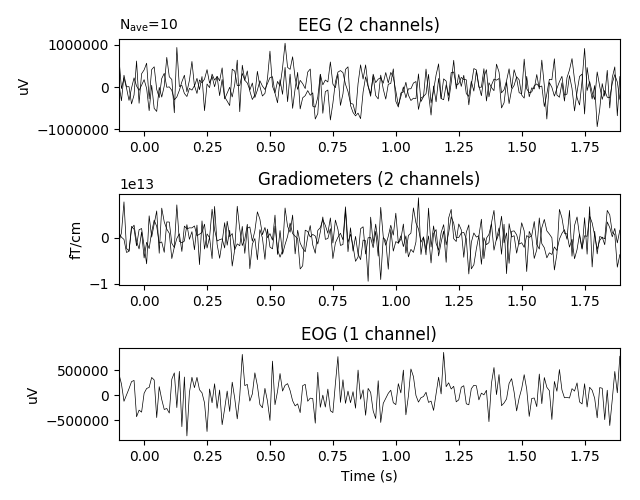 Nave=10
EEG (2 channels)
1000000
0
−1000000
uV
0.00 0.25 0.50 0.75 1.00 1.25 1.50 1.75
1e13
Gradiometers (2 channels)
0
−1
fT/cm
0.00 0.25 0.50 0.75 1.00 1.25 1.50 1.75
EOG (1 channel)
500000
0
−500000
uV
0.00 0.25 0.50 0.75 1.00 1.25 1.50 1.75
Time (s)